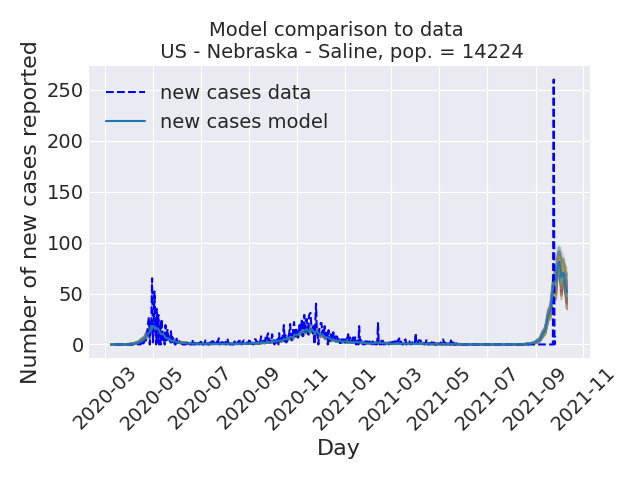 Model comparison to data
US - Nebraska - Saline, pop. = 14224
Number of new cases reported
250
200
150
100
50
0
new cases data
new cases model
2020-03
2020-05
2020-07
2020-09
2020-11
2021-01
2021-03
2021-05
2021-07
2021-09
2021-11
Day